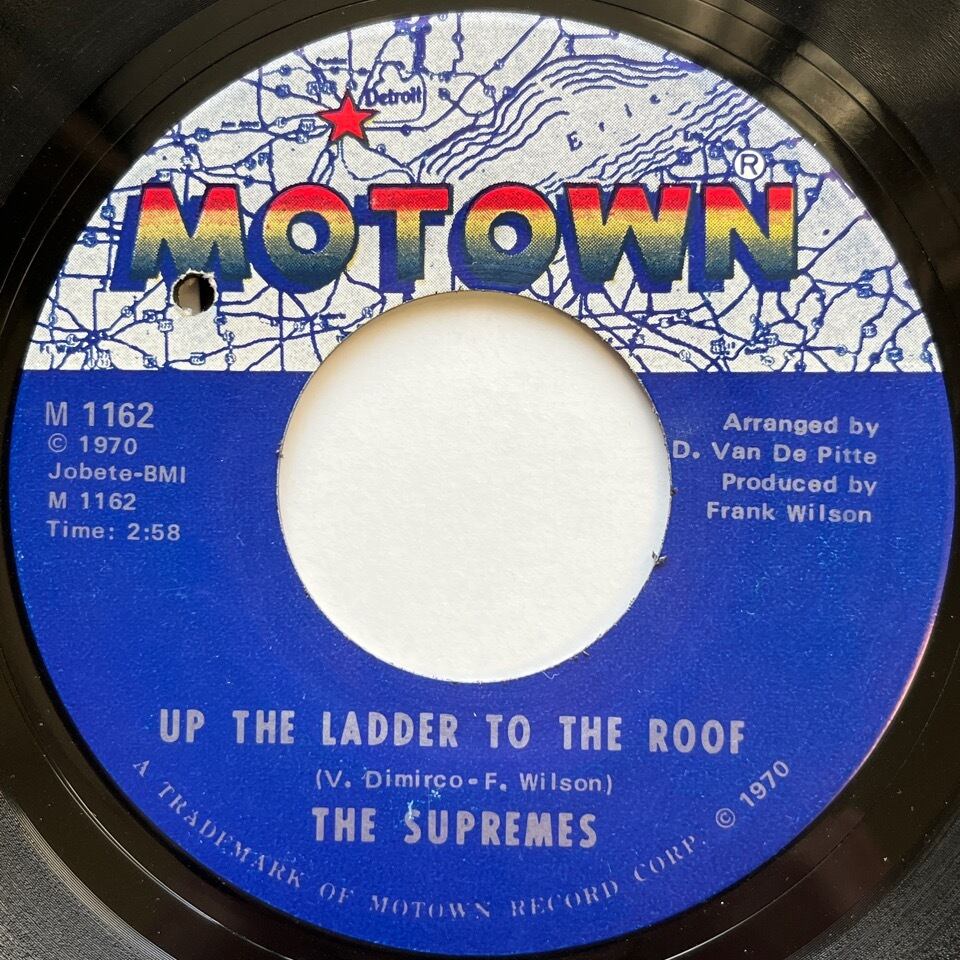 Detroit
Erie
MOTOWN®
M 1162
© 1970
Jobete-BMI
M 1162
Time: 2:58
Arranged by
D. Van De Pitte
Produced by
Frank Wilson
UP THE LADDER TO THE ROOF
(V. Dimirco-F. Wilson)
THE SUPREMES
A TRADEMARK OF MOTOWN RECORD CORP. © 1970